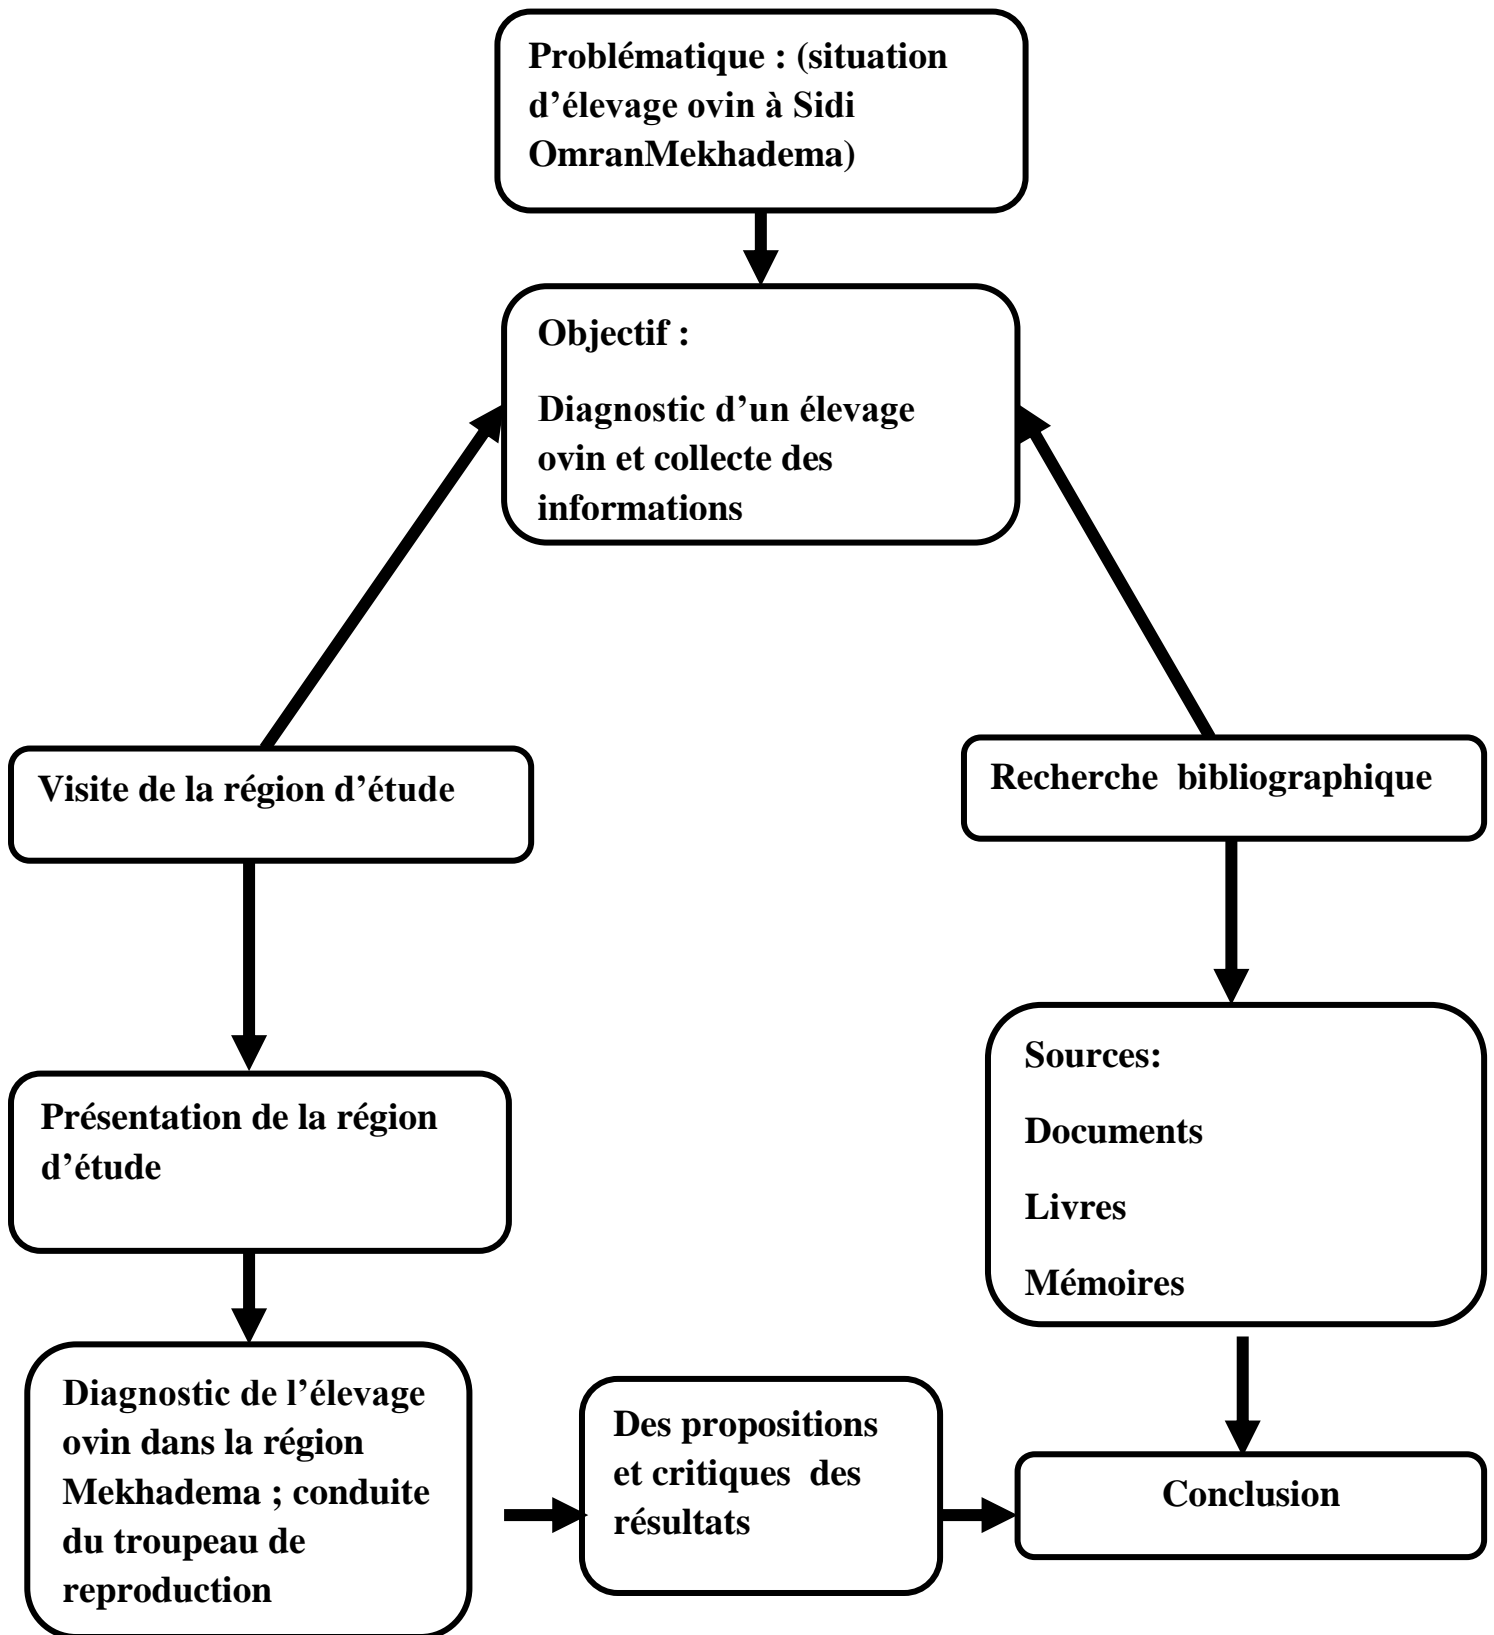 Problématique : (situation
d’élevage ovin à Sidi
OmranMekhadema)
Objectif :
Diagnostic d’un élevage
ovin et collecte des
informations
Visite de la région d’étude
Recherche  bibliographique
Présentation de la région
d’étude
Sources:
Documents
Livres
Mémoires
Diagnostic de l’élevage
ovin dans la région
Mekhadema ; conduite
du troupeau de
reproduction
Des propositions
et critiques  des
résultats
Conclusion